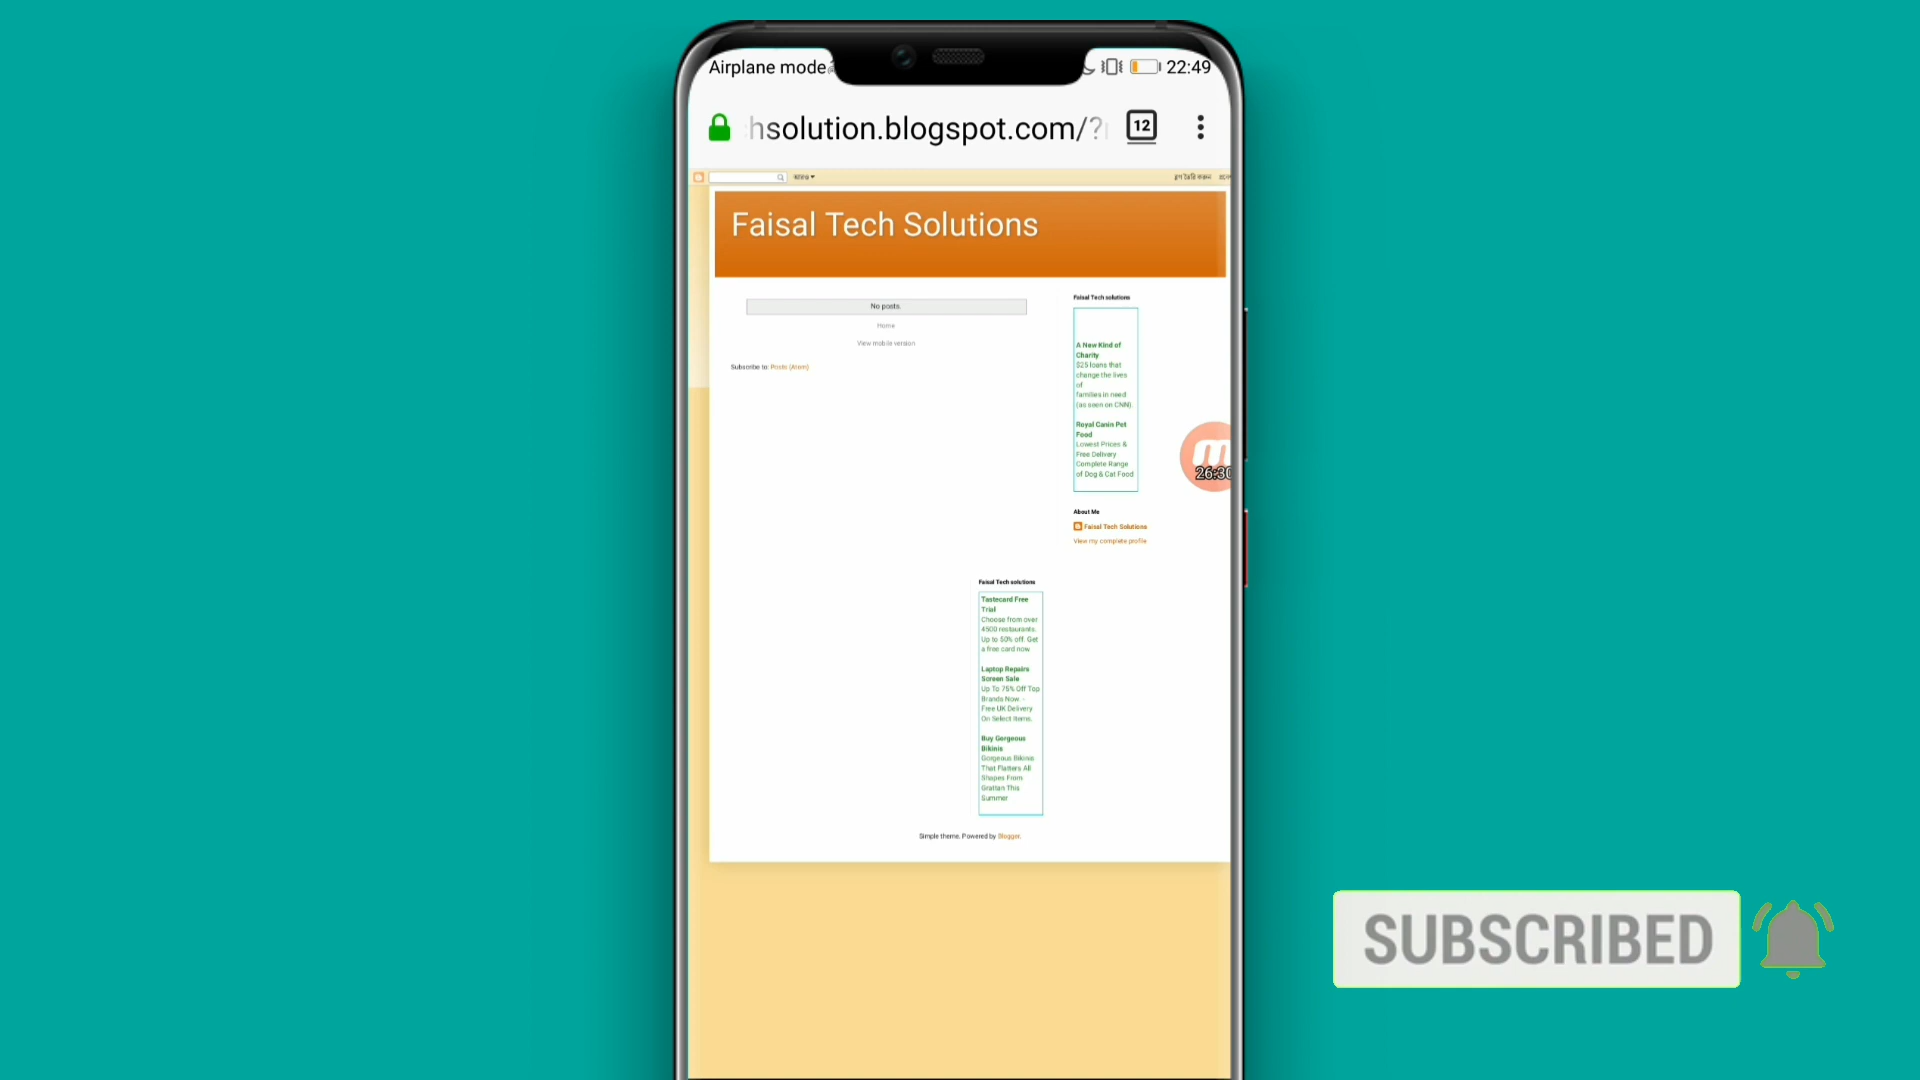 Airplane mode
22:49
hsolution.blogspot.com/?
12
Faisal Tech Solutions
No posts.
Home
View mobile version
Subscribe to: Posts (Atom)
Faisal Tech solutions
A New Kind of
Charity
$25 loans that
change the lives
of
families in need
(as seen on CNN).
Royal Canin Pet
Food
Lowest Prices &
Free Delivery
Complete Range
of Dog & Cat Food
26:30
About Me
Faisal Tech Solutions
View my complete profile
Faisal Tech solutions
Tastecard Free
Trial
Choose from over
4500 restaurants.
Up to 50% off. Get
a free card now
Laptop Repairs
Screen Sale
Up To 75% Off Top
Brands Now. -
Free UK Delivery
On Select Items.
Buy Gorgeous
Bikinis
Gorgeous Bikinis
That Flatters All
Shapes From
Grattan This
Summer
Simple theme. Powered by Blogger.
SUBSCRIBED